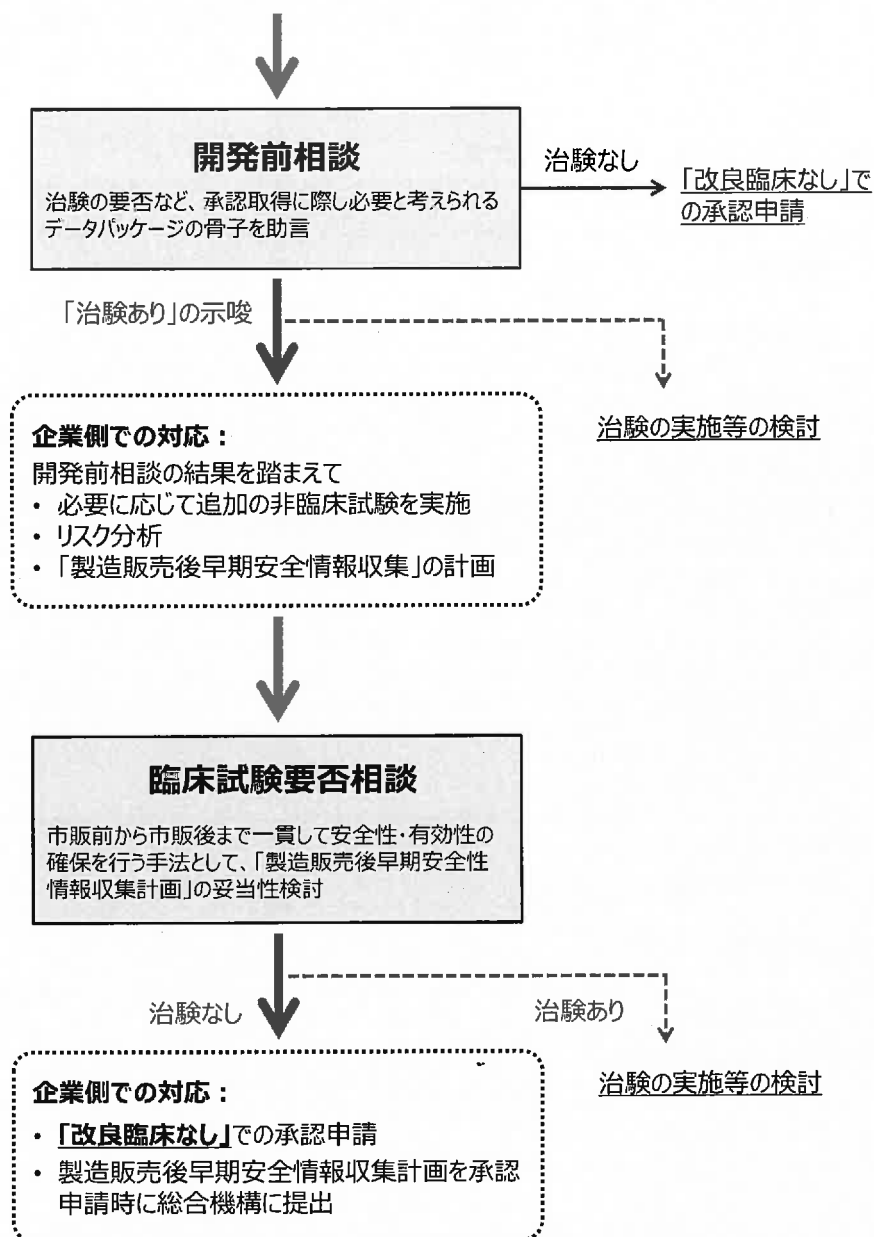 開発前相談
治験の要否など、承認取得に際し必要と考えられる
データパッケージの骨子を助言
治験なし
「改良臨床なし」で
の承認申請
「治験あり」の示唆
治験の実施等の検討
企業側での対応：
開発前相談の結果を踏まえて
・ 必要に応じて追加の非臨床試験を実施
・ リスク分析
・ 「製造販売後早期安全情報収集」の計画
臨床試験要否相談
市販前から市販後まで一貫して安全性・有効性の
確保を行う手法として、「製造販売後早期安全性
情報収集計画」の妥当性検討
治験なし
治験あり
治験の実施等の検討
企業側での対応：
・ 「改良臨床なし」での承認申請
・ 製造販売後早期安全情報収集計画を承認
申請時に総合機構に提出